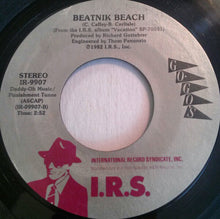 BEATNIK BEACH
(C. Caffey-B. Carlisle)
(From the I.R.S. album "Vacation" SP-70031)
Produced by Richard Gottehrer
Engineered by Thom Panunzio
©1982 I.R.S., Inc.
STEREO
IR-9907
Daddy-Oh Music/
Punishment Tunes
(ASCAP)
(IR-09907-B)
Time: 2:52
GO-GO'S
INTERNATIONAL RECORD SYNDICATE, INC.
I.R.S.